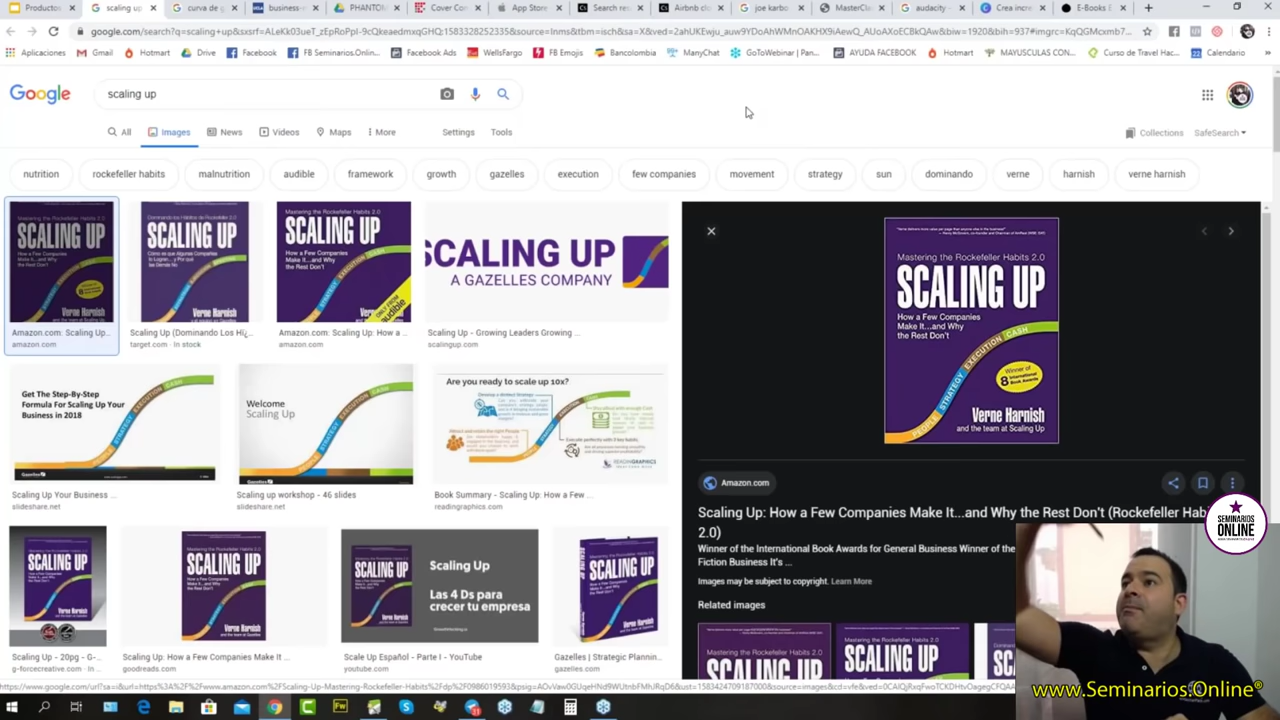 Productos
scaling up
curva de g
business-m
PHANTOM
Cover Con
App Store
Search res
Airbnb clo
joe karbo
MasterClas
audacity -
Crea incre
E-Books E
Aplicaciones
Gmail
Hotmart
Drive
Facebook
FB Seminarios.Online...
Facebook Ads
WellsFargo
FB Emojis
Bancolombia
ManyChat
GoToWebinar | Pan...
AYUDA FACEBOOK
Hotmart
MAYUSCULAS CON...
Curso de Travel Hac...
Calendario
Google
scaling up
All
Images
News
Videos
Maps
More
Settings
Tools
Collections
SafeSearch
nutrition
rockefeller habits
malnutrition
audible
framework
growth
gazelles
execution
few companies
movement
strategy
sun
dominando
verne
harnish
verne harnish
SCALING UP
A GAZELLES COMPANY
Amazon.com: Scaling Up...
amazon.com
Scaling Up (Dominando Los Hï¿...
target.com · In stock
Amazon.com: Scaling Up: How a ...
amazon.com
Scaling Up - Growing Leaders Growing ...
scalingup.com
Get The Step-By-Step
Formula For Scaling Up Your
Business in 2018
Welcome
Scaling Up
Are you ready to scale up 10x?
Scaling Up Your Business ...
slideshare.net
Scaling up workshop - 46 slides
slideshare.net
Book Summary - Scaling Up: How a Few ...
readingraphics.com
Scaling Up
Las 4 Ds para
crecer tu empresa
Scaling Up - 20pg - G-...
g-forcecreative.com · In ...
Scaling Up: How a Few Companies Make It ...
goodreads.com
Scale Up Español - Parte I - YouTube
youtube.com
Gazelles | Strategic Plannin...
gazelles.com
Mastering the Rockefeller Habits 2.0
SCALING UP
How a Few Companies
Make It...and Why
the Rest Don't
PEOPLE STRATEGY EXECUTION CASH
Winner of
8 International
Book Awards
Verne Harnish
and the team at Scaling Up
Amazon.com
Scaling Up: How a Few Companies Make It...and Why the Rest Don't (Rockefeller Hab
2.0)
Winner of the International Book Awards for General Business Winner of the
Fiction Business It's ...
Images may be subject to copyright. Learn More
Related images
SCALING UP
SCALING UP
SEMINARIOS
ONLINE
www.Seminarios.Online®